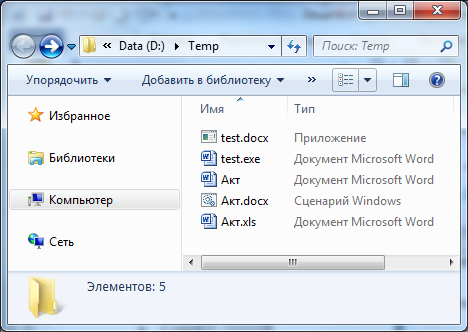 Data (D:) Temp
Поиск: Temp
Упорядочить Добавить в библиотеку »
Избранное
Библиотеки
Компьютер
Сеть
Имя Тип
test.docx Приложение
test.exe Документ Microsoft Word
Акт Документ Microsoft Word
Акт.docx Сценарий Windows
Акт.xls Документ Microsoft Word
Элементов: 5